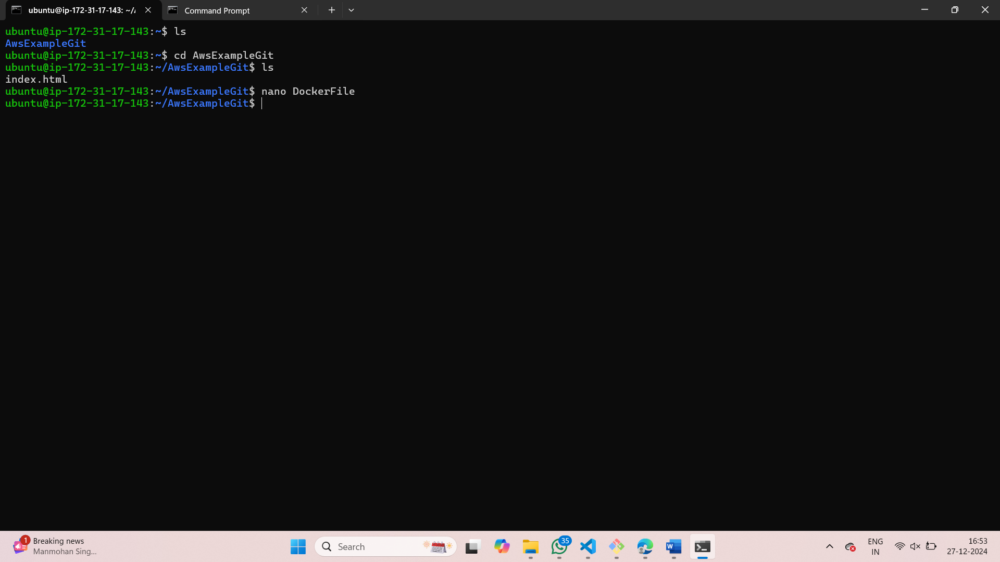 ubuntu@ip-172-31-17-143: ~/A
Command Prompt
ubuntu@ip-172-31-17-143:~$ ls
AwsExampleGit
ubuntu@ip-172-31-17-143:~$ cd AwsExampleGit
ubuntu@ip-172-31-17-143:~/AwsExampleGit$ ls
index.html
ubuntu@ip-172-31-17-143:~/AwsExampleGit$ nano DockerFile
ubuntu@ip-172-31-17-143:~/AwsExampleGit$
1
Breaking news
Manmohan Sing...
Search
35
ENG
IN
16:53
27-12-2024